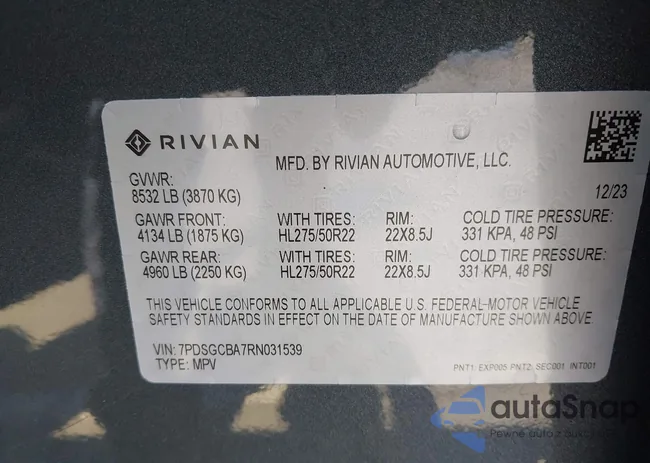 RIVIAN
MFD. BY RIVIAN AUTOMOTIVE, LLC.
GVWR:
8532 LB (3870 KG)
12/23
GAWR FRONT: WITH TIRES: RIM: COLD TIRE PRESSURE:
4134 LB (1875 KG) HL275/50R22 22X8.5J 331 KPA, 48 PSI
GAWR REAR: WITH TIRES: RIM: COLD TIRE PRESSURE:
4960 LB (2250 KG) HL275/50R22 22X8.5J 331 KPA, 48 PSI
THIS VEHICLE CONFORMS TO ALL APPLICABLE U.S. FEDERAL-MOTOR VEHICLE
SAFETY STANDARDS IN EFFECT ON THE DATE OF MANUFACTURE SHOWN ABOVE.
VIN: 7PDSGCBA7RN031539
TYPE: MPV
PNT1: EXP005 PNT2: SEC001 INT001
autaSnap
Pewne auto z aukcji